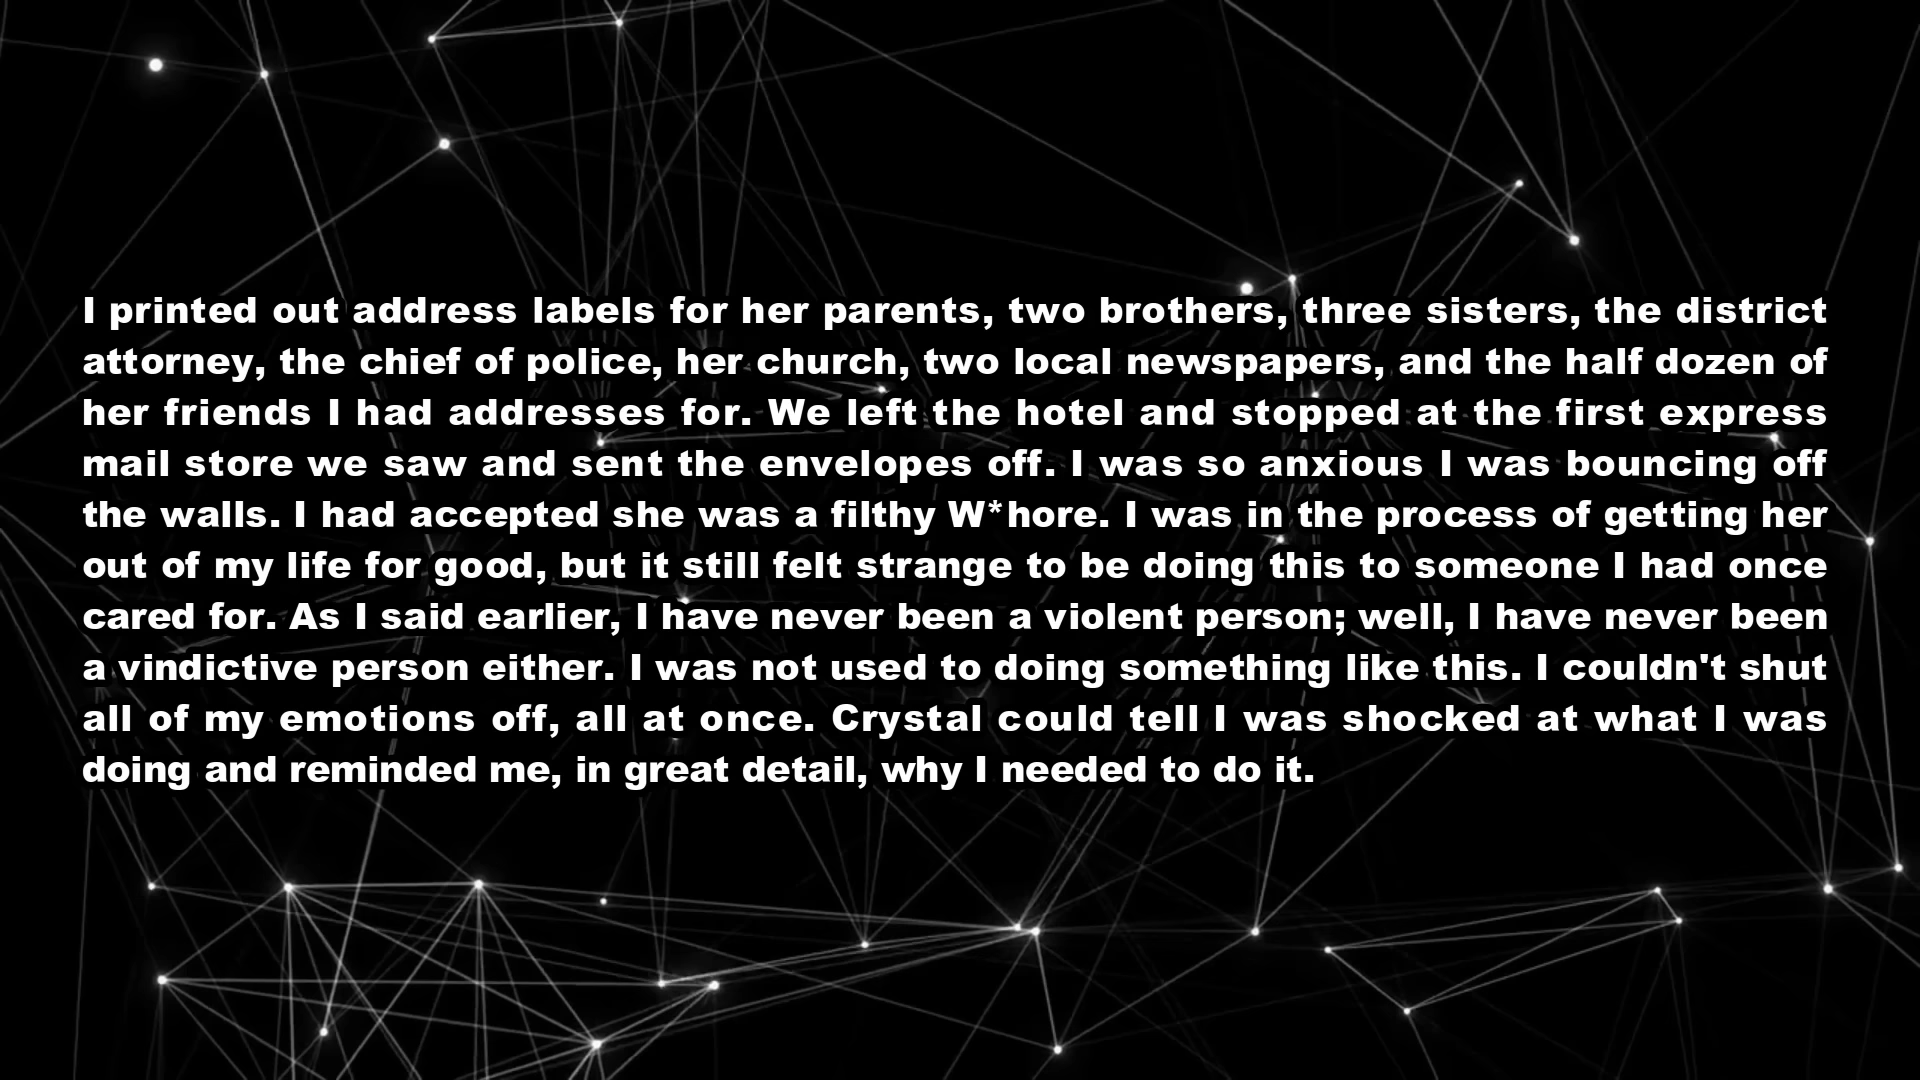 I printed out address labels for her parents, two brothers, three sisters, the district
attorney, the chief of police, her church, two local newspapers, and the half dozen of
her friends I had addresses for. We left the hotel and stopped at the first express
mail store we saw and sent the envelopes off. I was so anxious I was bouncing off
the walls. I had accepted she was a filthy W*hore. I was in the process of getting her
out of my life for good, but it still felt strange to be doing this to someone I had once
cared for. As I said earlier, I have never been a violent person; well, I have never been
a vindictive person either. I was not used to doing something like this. I couldn't shut
all of my emotions off, all at once. Crystal could tell I was shocked at what I was
doing and reminded me, in great detail, why I needed to do it.